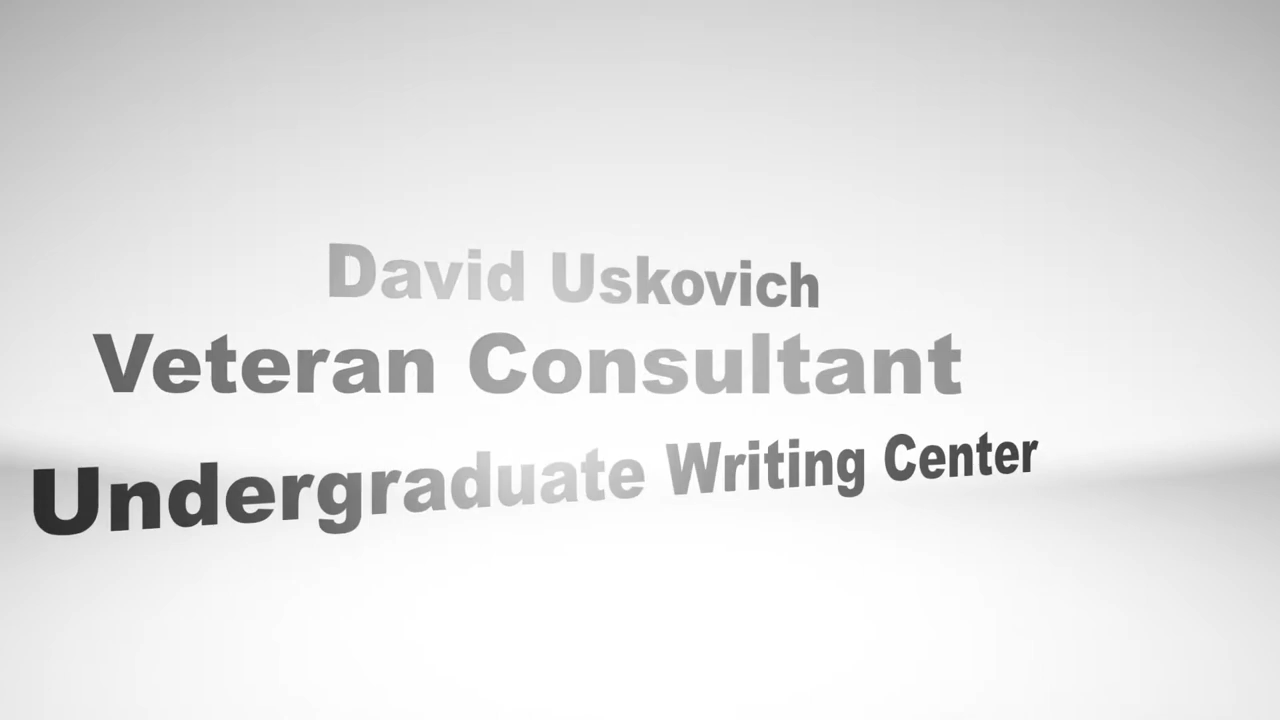 David Uskovich
Veteran Consultant
Undergraduate Writing Center